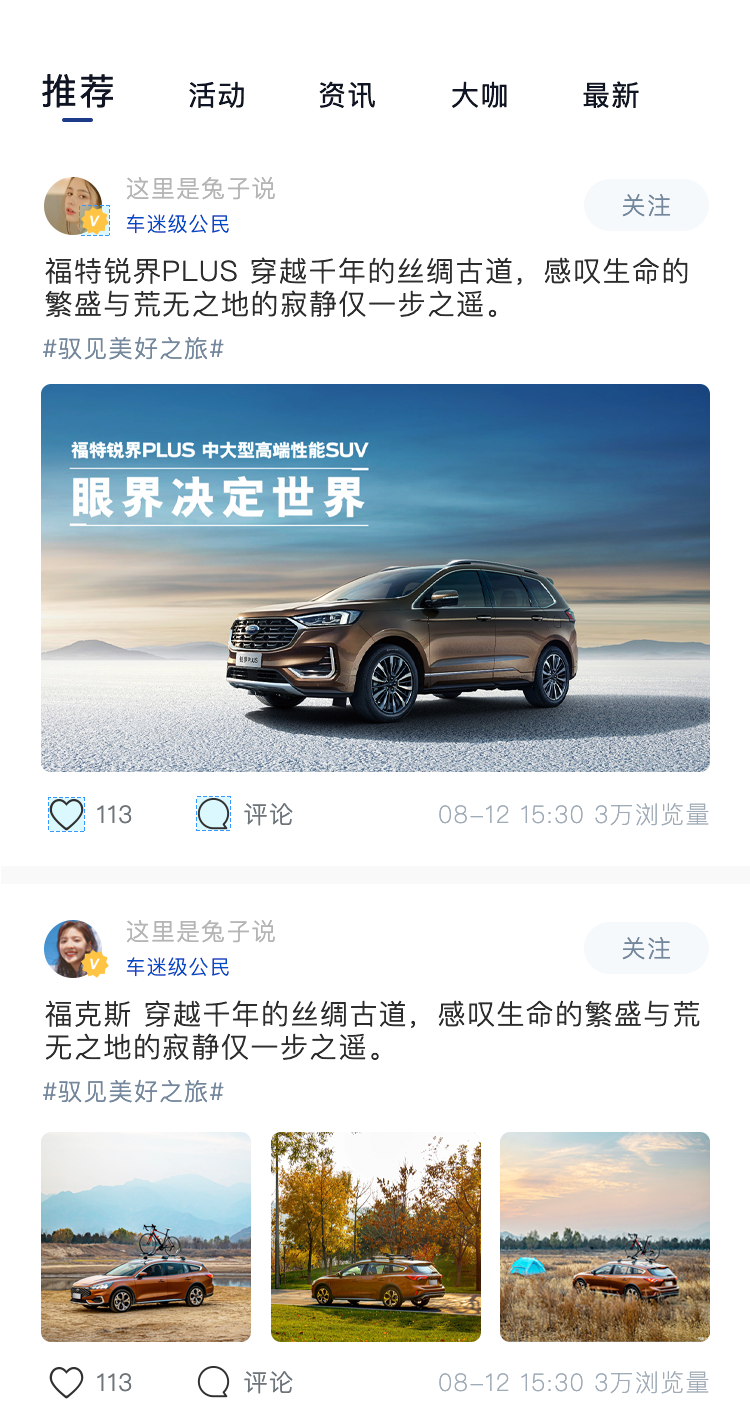 推荐 活动 资讯 大咖 最新
这里是兔子说
车迷级公民
关注
福特锐界PLUS 穿越千年的丝绸古道，感叹生命的
繁盛与荒无之地的寂静仅一步之遥。
#驭见美好之旅#
福特锐界PLUS 中大型高端性能SUV
眼界决定世界
锐界PLUS
113 评论 08-12 15:30 3万浏览量
这里是兔子说
车迷级公民
关注
福克斯 穿越千年的丝绸古道，感叹生命的繁盛与荒
无之地的寂静仅一步之遥。
#驭见美好之旅#
113 评论 08-12 15:30 3万浏览量